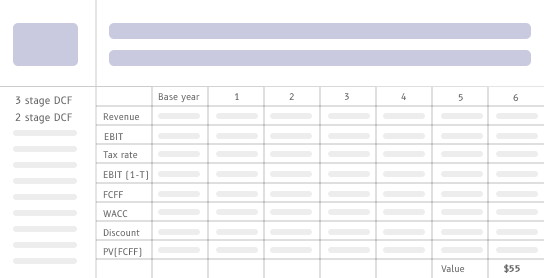 3 stage DCF
2 stage DCF
Base year 1 2 3 4 5 6
Revenue
EBIT
Tax rate
EBIT [1-T]
FCFF
WACC
Discount
PV[FCFF]
Value $55